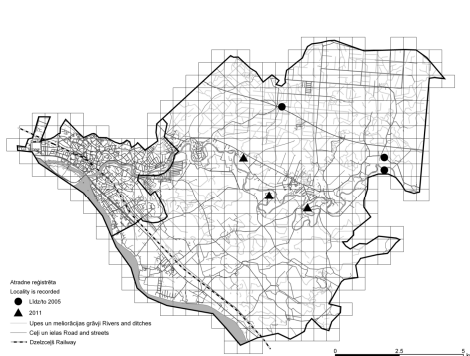 Atradne reģistrēta
Locality is recorded
Līdz/to 2005
2011
Upes un meliorācijas grāvji Rivers and ditches
Ceļi un ielas Road and streets
Dzelzceļš Railway
0 2.5 5